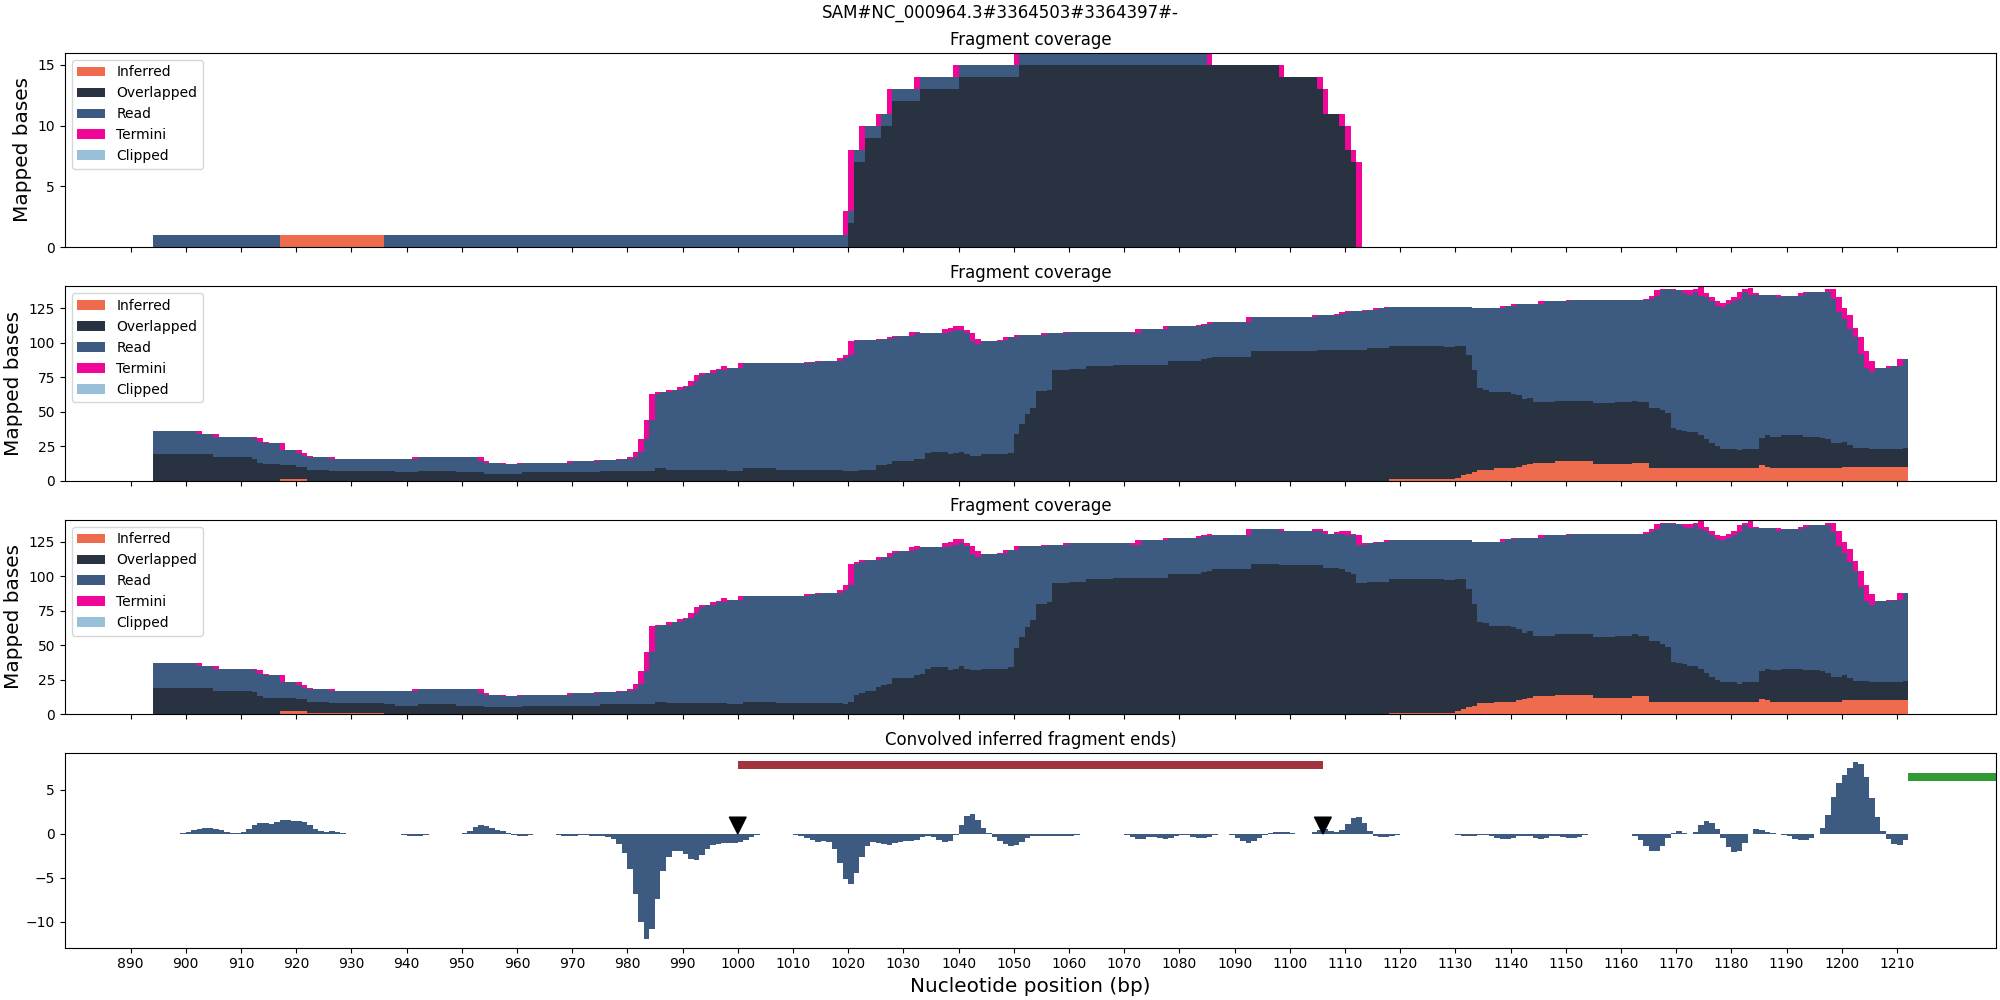 SAM#NC_000964.3#3364503#3364397#-
Fragment coverage
Mapped bases
15
10
5
0
Inferred
Overlapped
Read
Termini
Clipped
Fragment coverage
Mapped bases
125
100
75
50
25
0
Inferred
Overlapped
Read
Termini
Clipped
Fragment coverage
Mapped bases
125
100
75
50
25
0
Inferred
Overlapped
Read
Termini
Clipped
Convolved inferred fragment ends)
5
0
−5
−10
890 900 910 920 930 940 950 960 970 980 990 1000 1010 1020 1030 1040 1050 1060 1070 1080 1090 1100 1110 1120 1130 1140 1150 1160 1170 1180 1190 1200 1210
Nucleotide position (bp)